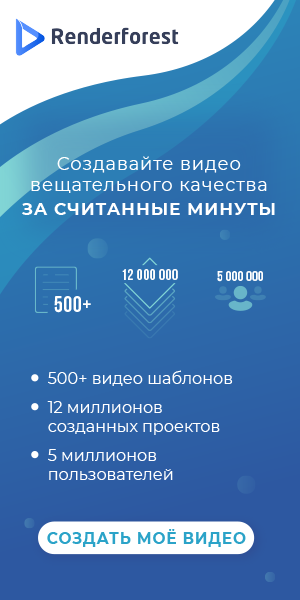 Renderforest
Создавайте видео
вещательного качества
ЗА СЧИТАННЫЕ МИНУТЫ
500+
12 000 000
5 000 000
500+ видео шаблонов
12 миллионов
созданных проектов
5 миллионов
пользователей
СОЗДАТЬ МОЁ ВИДЕО